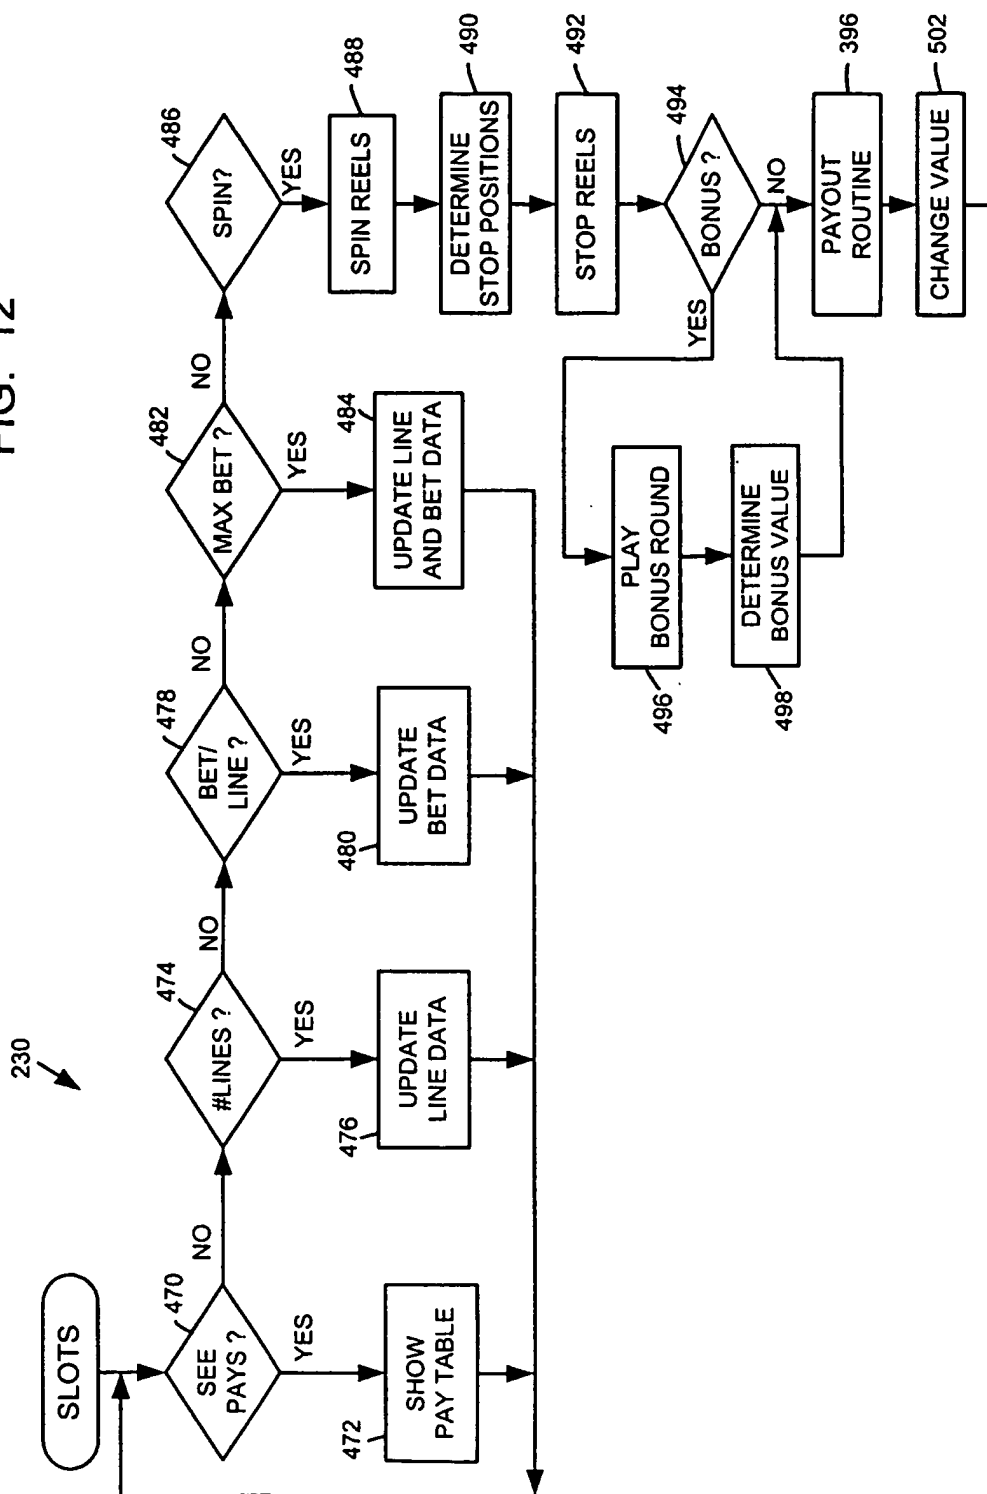 FIG. 12
230
SLOTS
470
SEE
PAYS ?
NO
YES
472
SHOW
PAY TABLE
474
#LINES ?
NO
YES
476
UPDATE
LINE DATA
478
BET/
LINE ?
NO
YES
480
UPDATE
BET DATA
482
MAX BET ?
NO
YES
484
UPDATE LINE
AND BET DATA
486
SPIN?
YES
488
SPIN REELS
490
DETERMINE
STOP POSITIONS
492
STOP REELS
494
BONUS ?
YES
NO
496
PLAY
BONUS ROUND
498
DETERMINE
BONUS VALUE
396
PAYOUT
ROUTINE
502
CHANGE VALUE